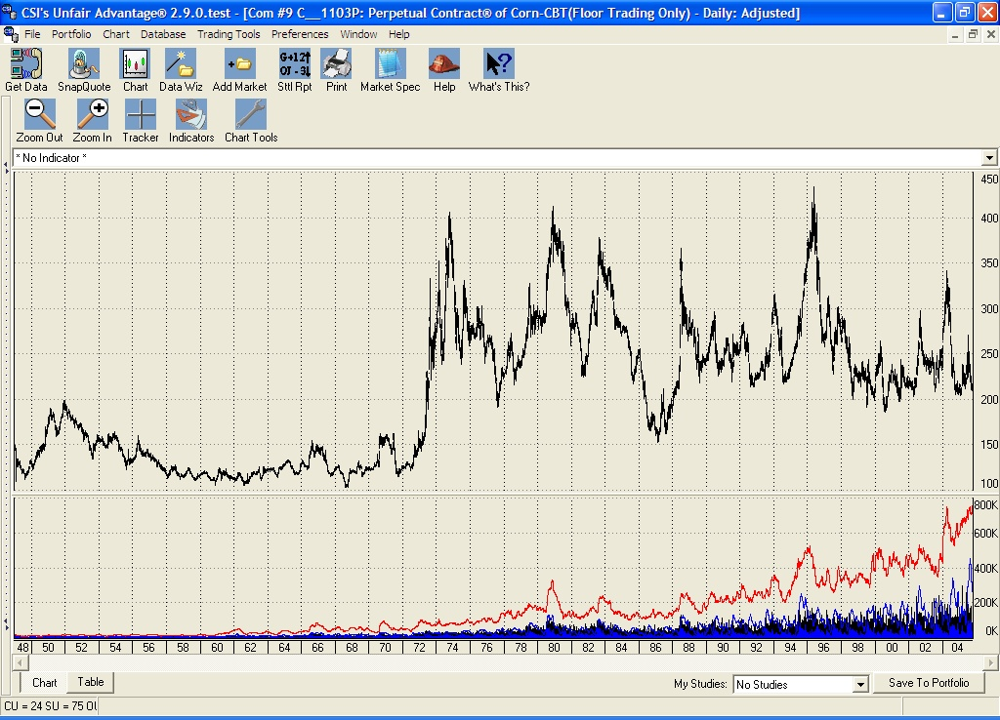 CSI's Unfair Advantage® 2.9.0.test - [Com #9 C__1103P: Perpetual Contract® of Corn-CBT(Floor Trading Only) - Daily: Adjusted]
File Portfolio Chart Database Trading Tools Preferences Window Help
G+12↑
OJ -3↓
Get Data SnapQuote Chart Data Wiz Add Market Sttl Rpt Print Market Spec Help What's This?
Zoom Out Zoom In Tracker Indicators Chart Tools
* No Indicator *
450
400
350
300
250
200
150
100
800K
600K
400K
200K
0K
48 50 52 54 56 58 60 62 64 66 68 70 72 74 76 78 80 82 84 86 88 90 92 94 96 98 00 02 04
Chart Table My Studies: No Studies Save To Portfolio
CU = 24 SU = 75 OI